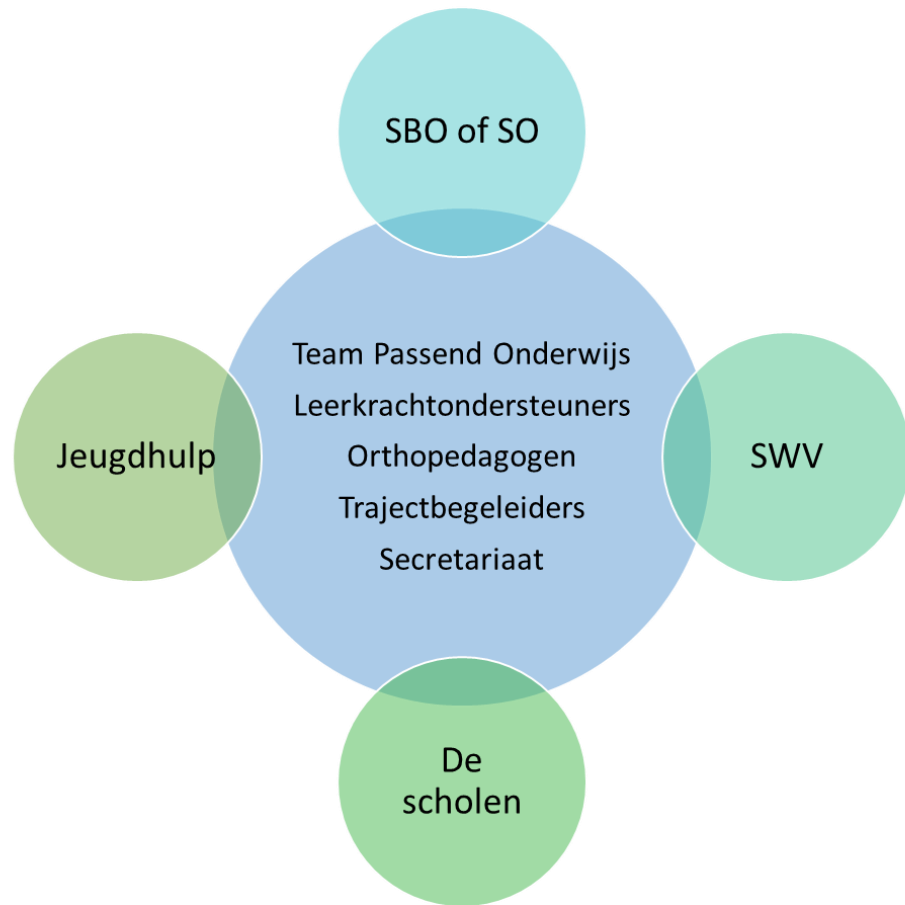 SBO of SO
Team Passend Onderwijs
Leerkrachtondersteuners
Orthopedagogen
Trajectbegeleiders
Secretariaat
Jeugdhulp
SWV
De
scholen